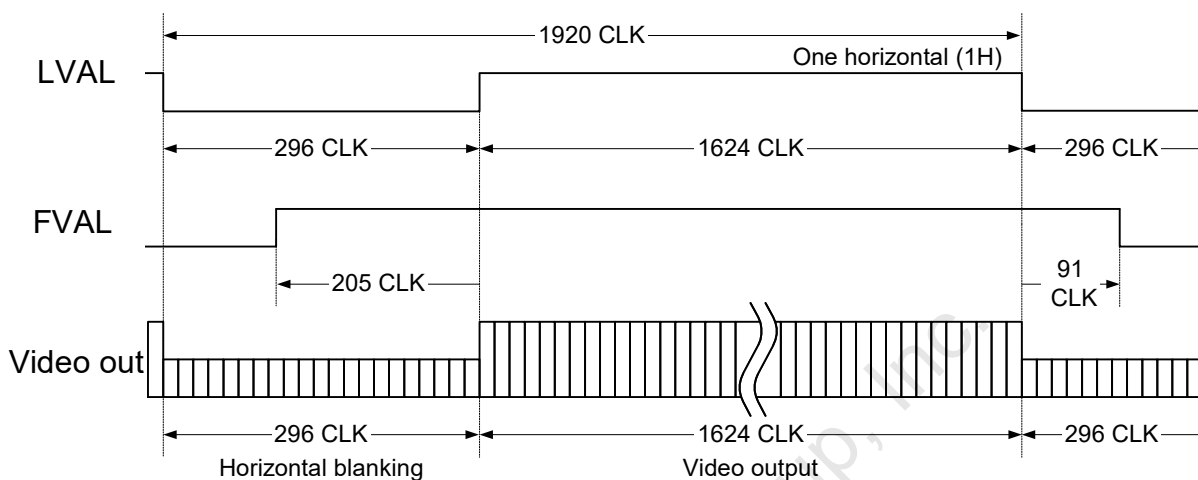 1920 CLK
One horizontal (1H)
LVAL
296 CLK
1624 CLK
296 CLK
FVAL
205 CLK
91
CLK
Video out
296 CLK
1624 CLK
296 CLK
Horizontal blanking
Video output
Inc.